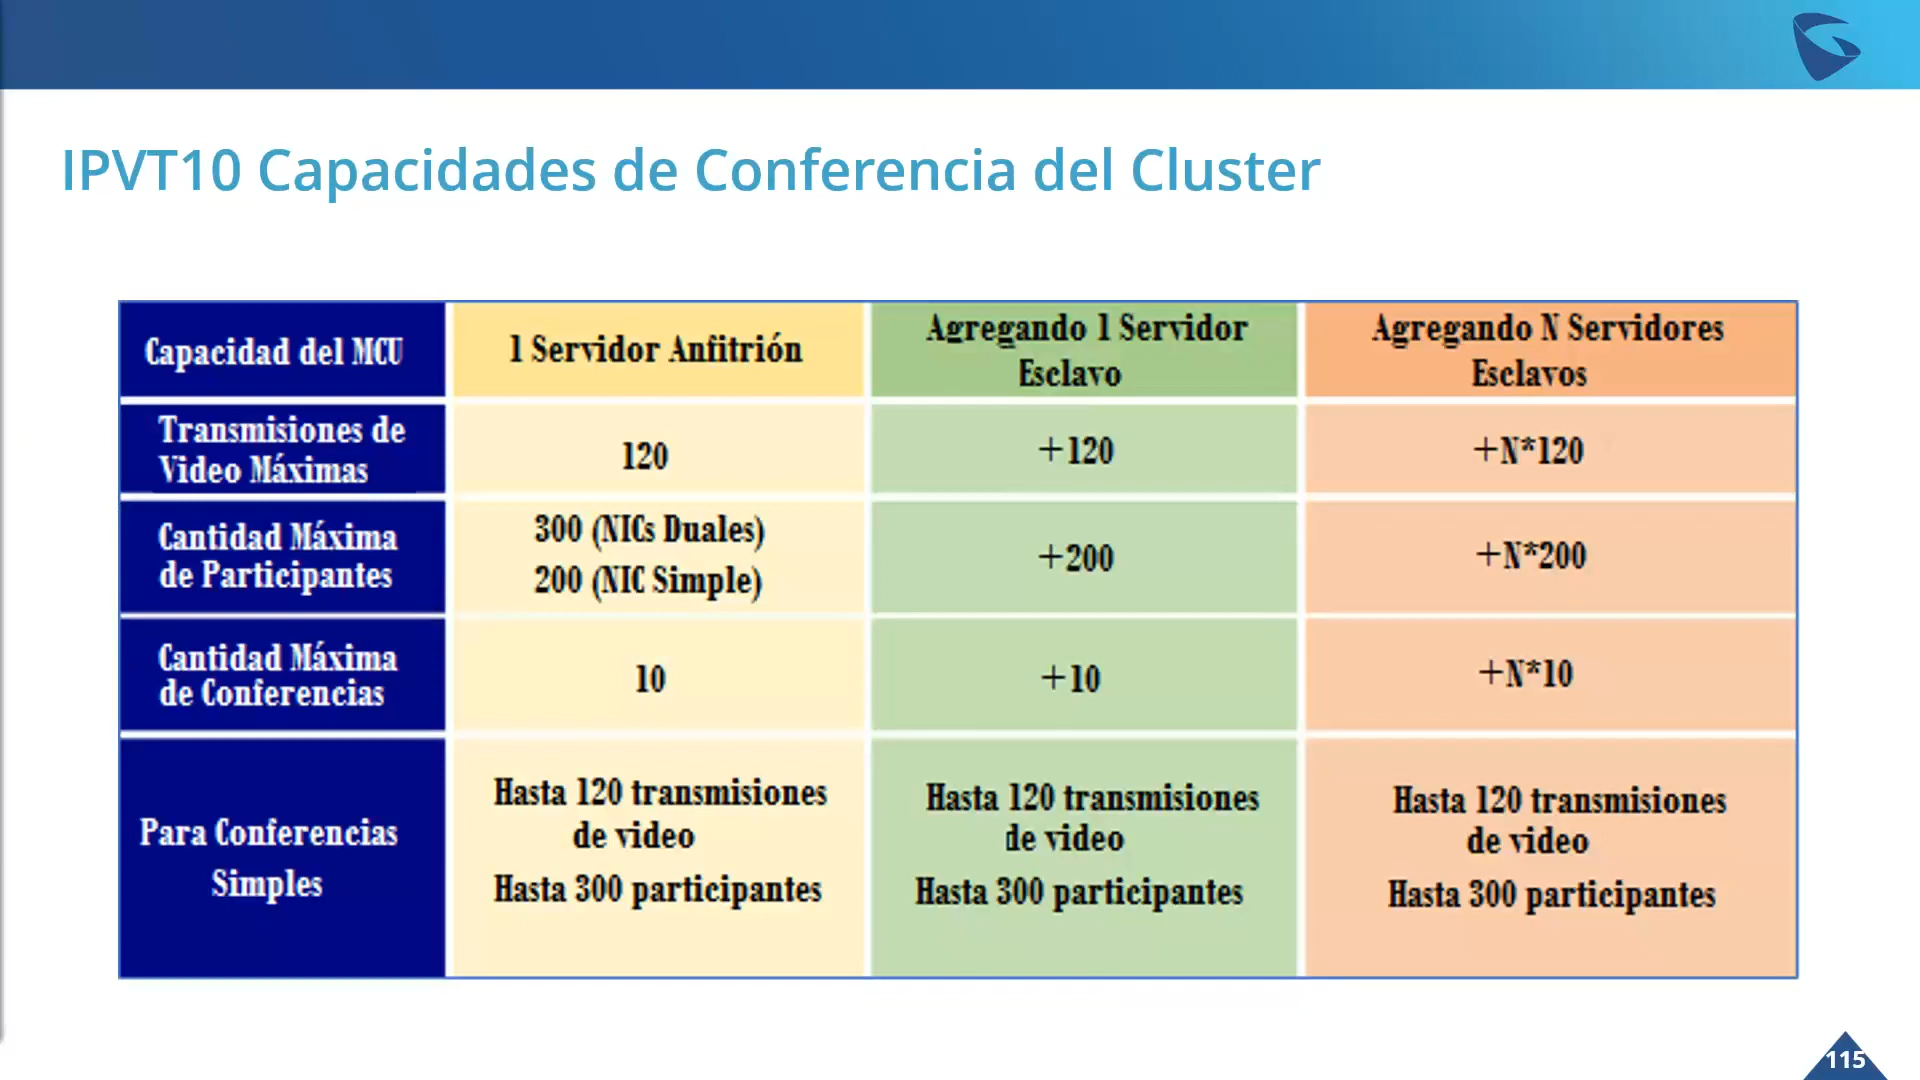 IPVT10 Capacidades de Conferencia del Cluster
Capacidad del MCU
1 Servidor Anfitrión
Agregando 1 Servidor
Esclavo
Agregando N Servidores
Esclavos
Transmisiones de
Video Máximas
120
+120
+N*120
Cantidad Máxima
de Participantes
300 (NICs Duales)
200 (NIC Simple)
+200
+N*200
Cantidad Máxima
de Conferencias
10
+10
+N*10
Para Conferencias
Simples
Hasta 120 transmisiones
de video
Hasta 300 participantes
Hasta 120 transmisiones
de video
Hasta 300 participantes
Hasta 120 transmisiones
de video
Hasta 300 participantes
115